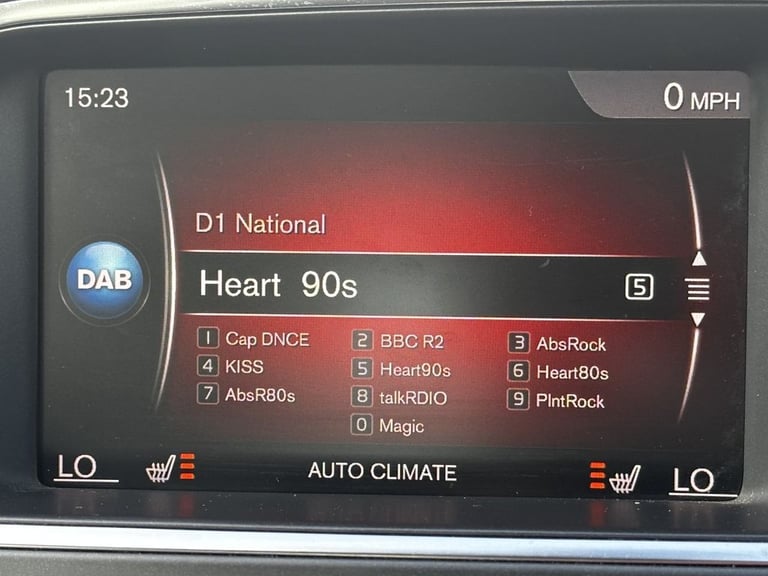 15:23
0 MPH
D1 National
DAB
Heart 90s
5
1 Cap DNCE 2 BBC R2 3 AbsRock
4 KISS 5 Heart90s 6 Heart80s
7 AbsR80s 8 talkRDIO 9 PlntRock
0 Magic
LO AUTO CLIMATE LO